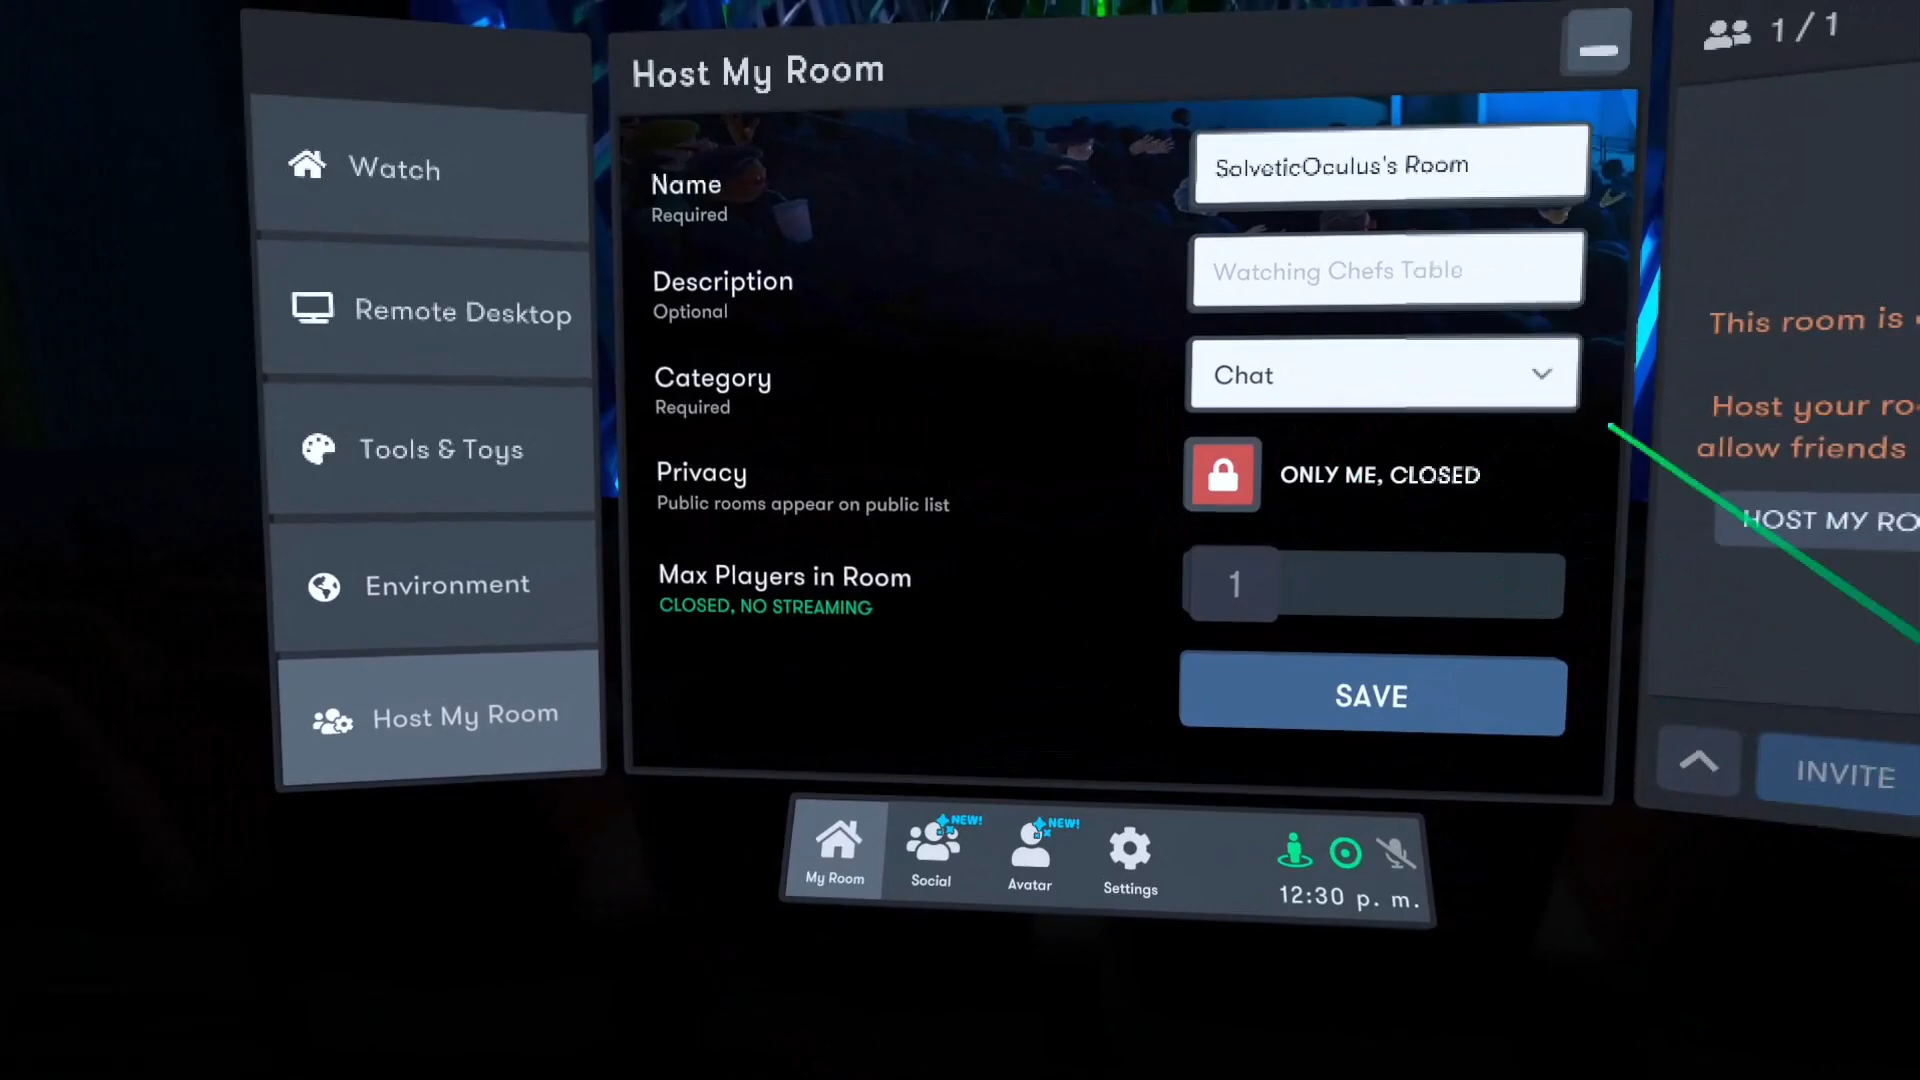 Watch
Remote Desktop
Tools & Toys
Environment
Host My Room
Host My Room
Name
Required
SolveticOculus's Room
Description
Optional
Watching Chefs Table
Category
Required
Chat
Privacy
Public rooms appear on public list
ONLY ME, CLOSED
Max Players in Room
CLOSED, NO STREAMING
1
SAVE
1 / 1
This room is
Host your
allow friends
HOST MY
INVITE
My Room
NEW!
Social
NEW!
Avatar
Settings
12:30 p. m.